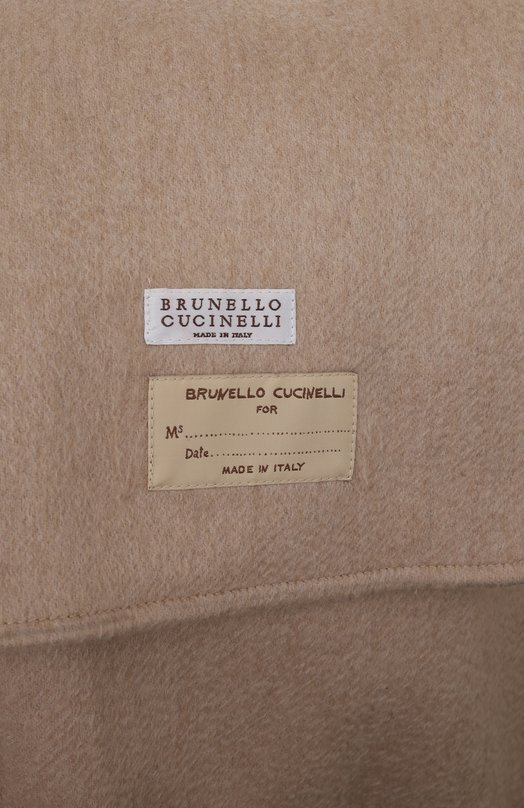 BRUNELLO
CUCINELLI
MADE IN ITALY
BRUNELLO CUCINELLI
FOR
Ms....................................
Date..............................
MADE IN ITALY